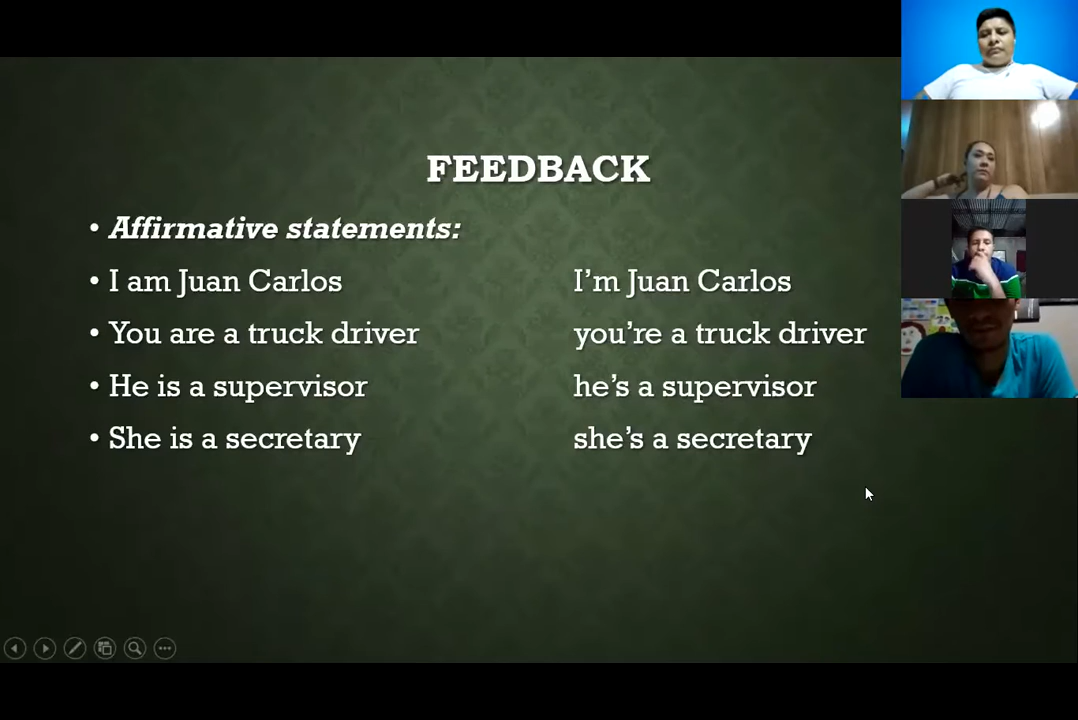 FEEDBACK
• Affirmative statements:
• I am Juan Carlos I'm Juan Carlos
• You are a truck driver you're a truck driver
• He is a supervisor he's a supervisor
• She is a secretary she's a secretary